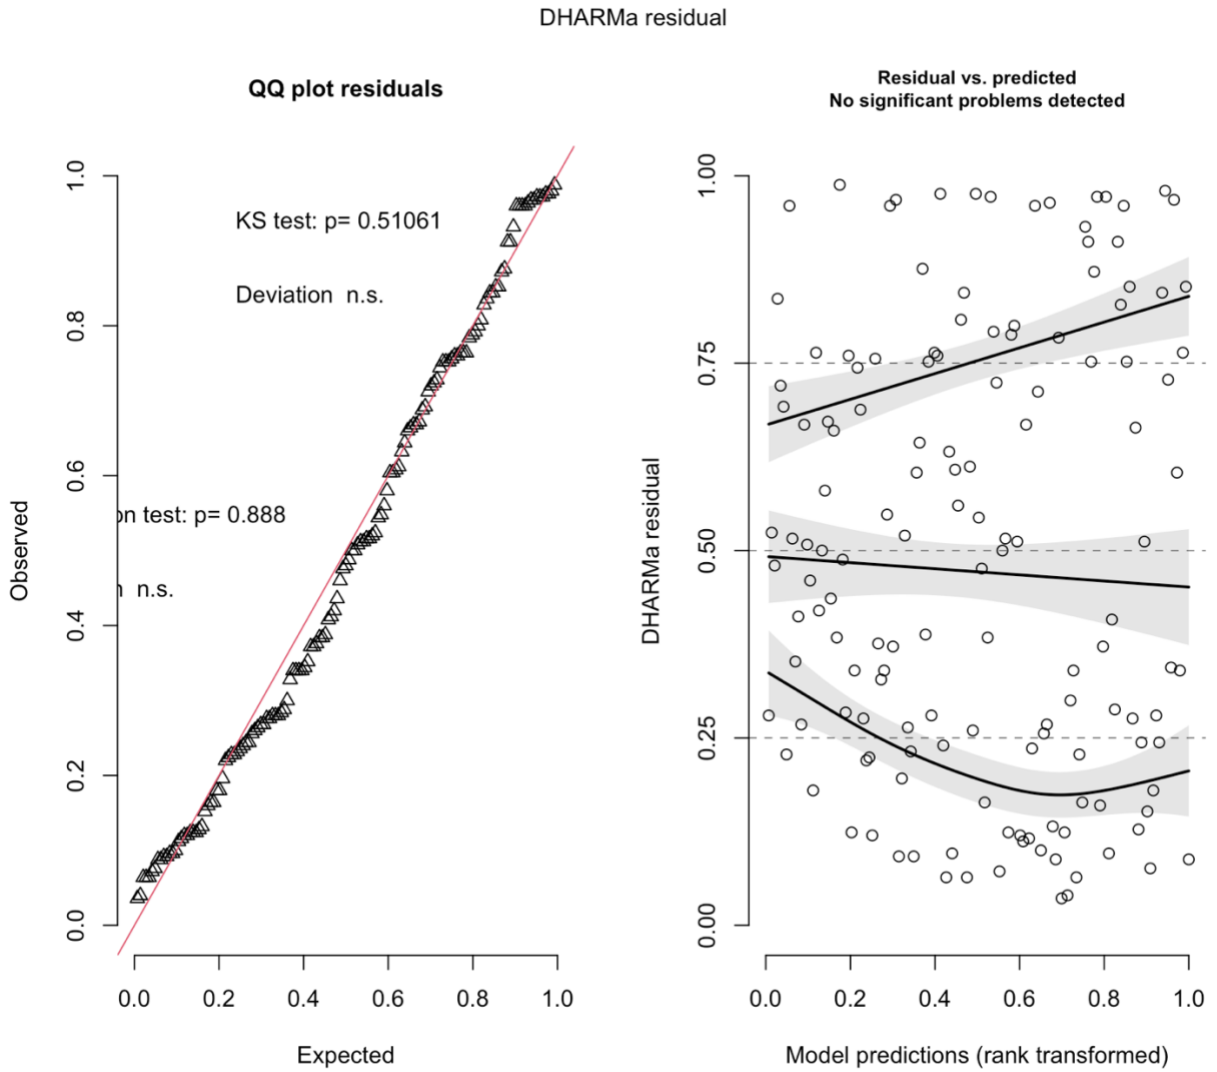 DHARMa residual
QQ plot residuals
KS test: p= 0.51061
Deviation n.s.
on test: p= 0.888
n n.s.
Observed
0.0 0.2 0.4 0.6 0.8 1.0
0.0 0.2 0.4 0.6 0.8 1.0
Expected
Residual vs. predicted
No significant problems detected
DHARMa residual
0.00 0.25 0.50 0.75 1.00
0.0 0.2 0.4 0.6 0.8 1.0
Model predictions (rank transformed)